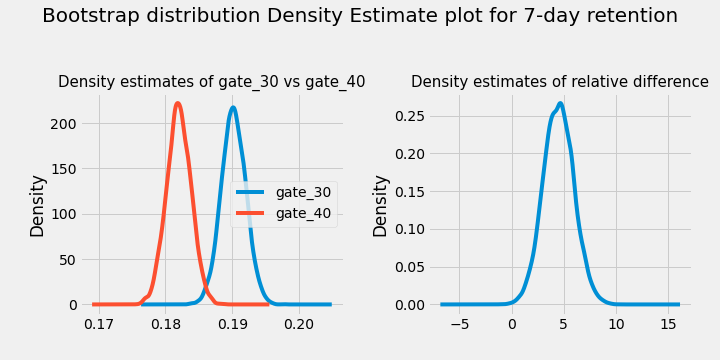 Bootstrap distribution Density Estimate plot for 7-day retention
Density estimates of gate_30 vs gate_40
Density
200
150
100
50
0
0.17 0.18 0.19 0.20
gate_30
gate_40
Density estimates of relative difference
Density
0.25
0.20
0.15
0.10
0.05
0.00
−5 0 5 10 15